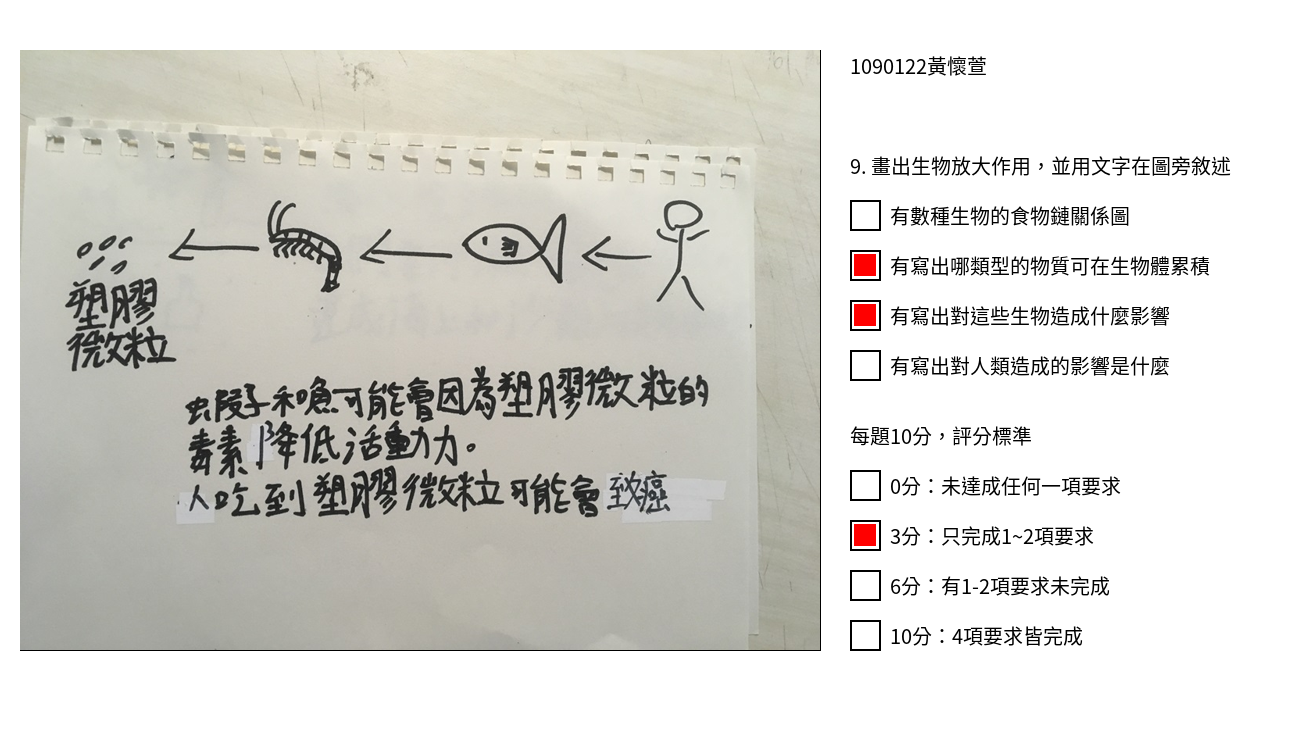 塑膠
微粒
虫段子和魚可能會因為塑膠微粒的
毒素降低活動力。
人吃到塑膠微粒可能會致癌
1090122黃懷萱
9. 畫出生物放大作用，並用文字在圖旁敘述
有數種生物的食物鏈關係圖
有寫出哪類型的物質可在生物體累積
有寫出對這些生物造成什麼影響
有寫出對人類造成的影響是什麼
每題10分，評分標準
0分：未達成任何一項要求
3分：只完成1~2項要求
6分：有1-2項要求未完成
10分：4項要求皆完成